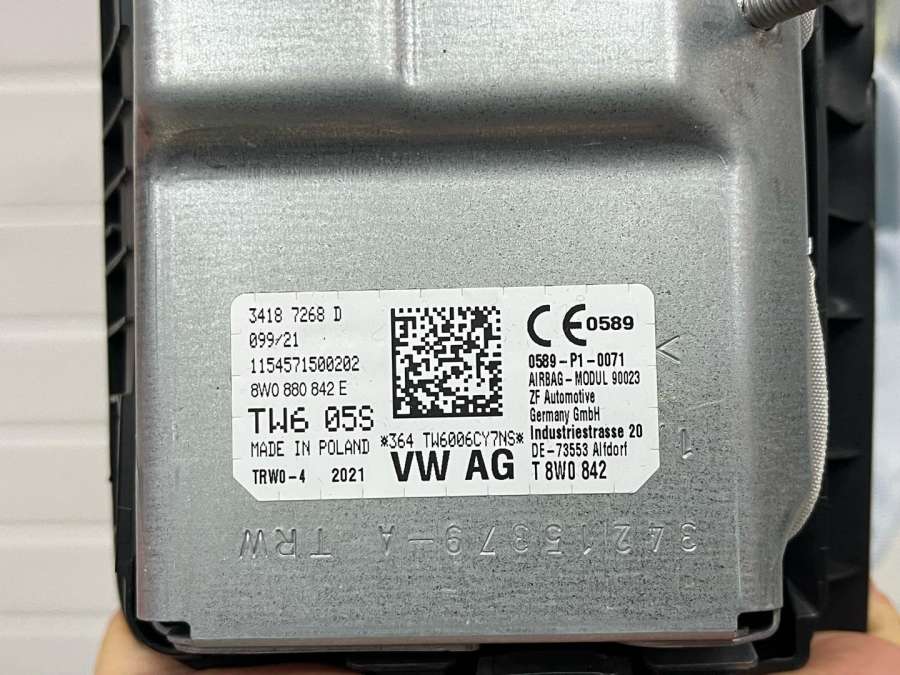 3418 7268 D
099/21
1154571500202
8W0 880 842 E
TW6 05S
MADE IN POLAND
TRW0-4 2021
*364 TW6006CY7NS*
VW AG
CE 0589
0589-P1-0071
AIRBAG-MODUL 90023
ZF Automotive
Germany GmbH
Industriestrasse 20
DE-73553 Alfdorf
T 8W0 842
34215379-A TRW